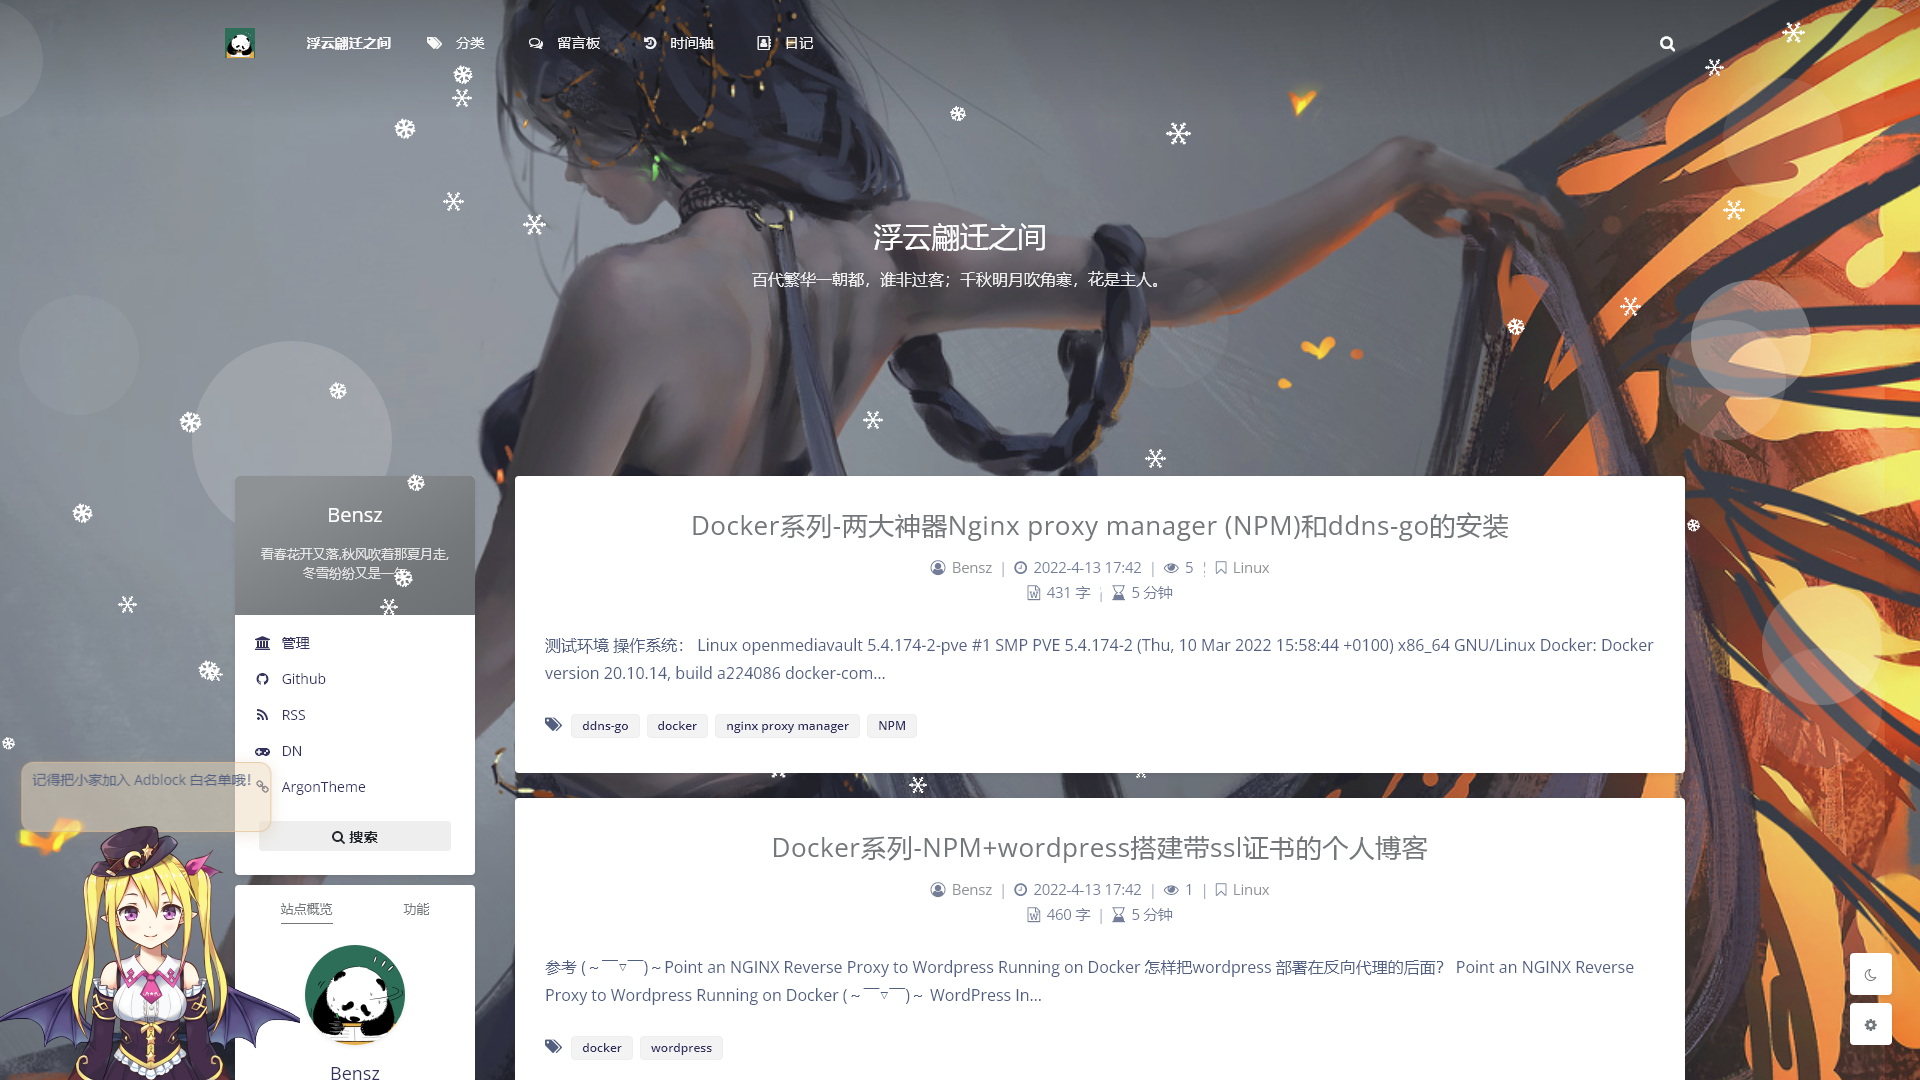 浮云翩迁之间
分类
留言板
时间轴
日记
浮云翩迁之间
百代繁华一朝都，谁非过客；千秋明月吹角寒，花是主人。
Bensz
看春花开又落,秋风吹着那夏月走,
冬雪纷纷又是一年
管理
Github
RSS
DN
ArgonTheme
搜索
记得把小家加入 Adblock 白名单哦！
站点概览
功能
Bensz
Docker系列-两大神器Nginx proxy manager (NPM)和ddns-go的安装
Bensz | 2022-4-13 17:42 | 5 | Linux
431 字 | 5 分钟
测试环境 操作系统： Linux openmediavault 5.4.174-2-pve #1 SMP PVE 5.4.174-2 (Thu, 10 Mar 2022 15:58:44 +0100) x86_64 GNU/Linux Docker: Docker
version 20.10.14, build a224086 docker-com...
ddns-go docker nginx proxy manager NPM
Docker系列-NPM+wordpress搭建带ssl证书的个人博客
Bensz | 2022-4-13 17:42 | 1 | Linux
460 字 | 5 分钟
参考 (～￣▽￣)～Point an NGINX Reverse Proxy to Wordpress Running on Docker 怎样把wordpress 部署在反向代理的后面？ Point an NGINX Reverse
Proxy to Wordpress Running on Docker (～￣▽￣)～ WordPress In...
docker wordpress